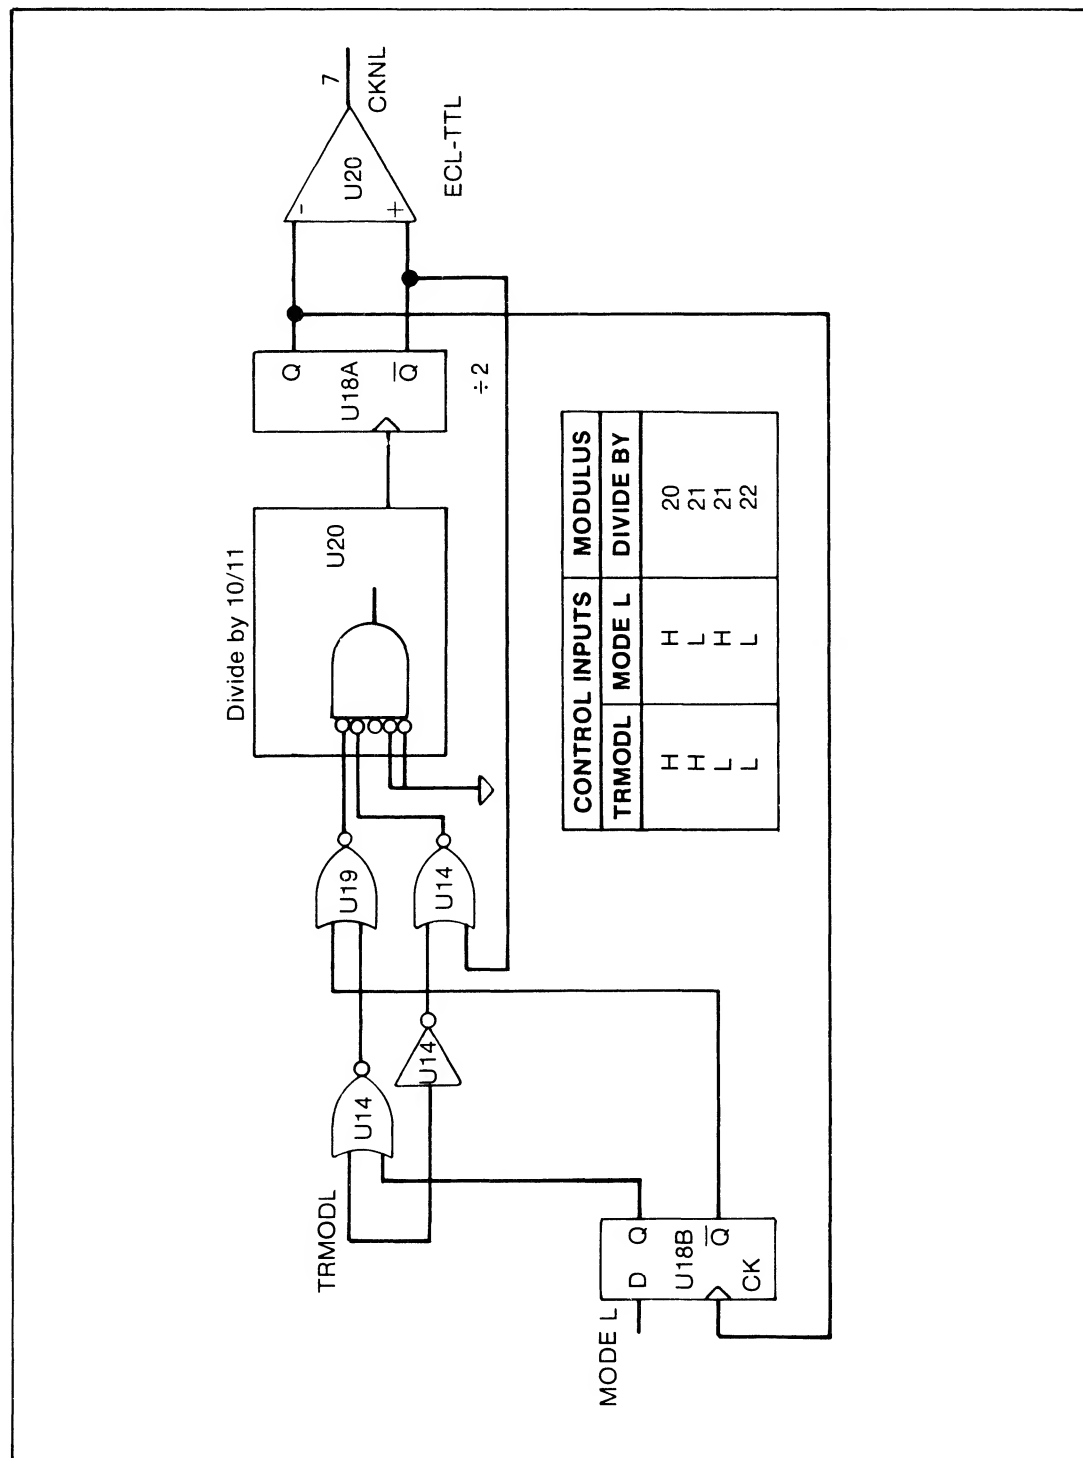 TRMODL
MODE L
D Q
U18B
Q
CK
U14
U14
U19
U14
Divide by 10/11
U20
Q
U18A
Q
÷2
-
U20
+
7
CKNL
ECL-TTL
CONTROL INPUTS MODULUS
TRMODL MODE L DIVIDE BY
H H 20
H L 21
L H 21
L L 22